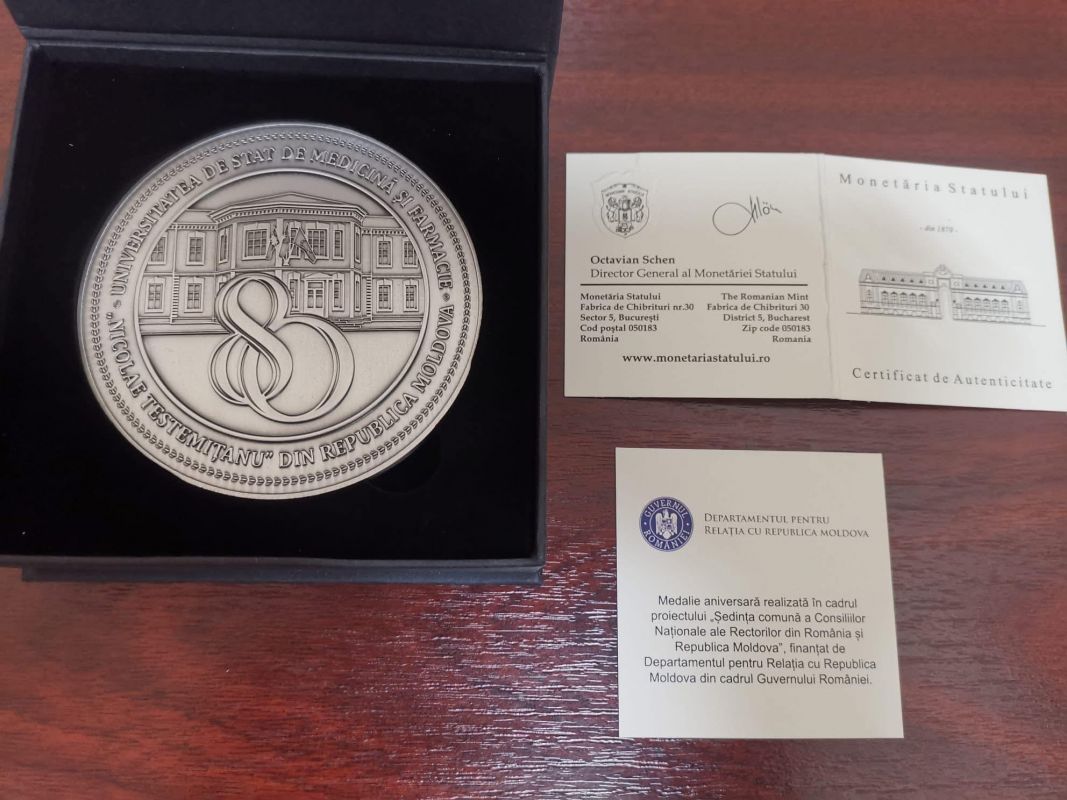 UNIVERSITATEA DE STAT DE MEDICINĂ ȘI FARMACIE
"NICOLAE TESTEMIȚANU" DIN REPUBLICA MOLDOVA
80
Octavian Schen
Director General al Monetăriei Statului
Monetăria Statului
Fabrica de Chibrituri nr.30
Sector 5, București
Cod poștal 050183
România
The Romanian Mint
Fabrica de Chibrituri 30
District 5, Bucharest
Zip code 050183
Romania
www.monetariastatului.ro
Monetăria Statului
- din 1870 -
Certificat de Autenticitate
GUVERNUL ROMÂNIEI
DEPARTAMENTUL PENTRU
RELAȚIA CU REPUBLICA MOLDOVA
Medalie aniversară realizată în cadrul
proiectului „Ședința comună a Consiliilor
Naționale ale Rectorilor din România și
Republica Moldova”, finanțat de
Departamentul pentru Relația cu Republica
Moldova din cadrul Guvernului României.